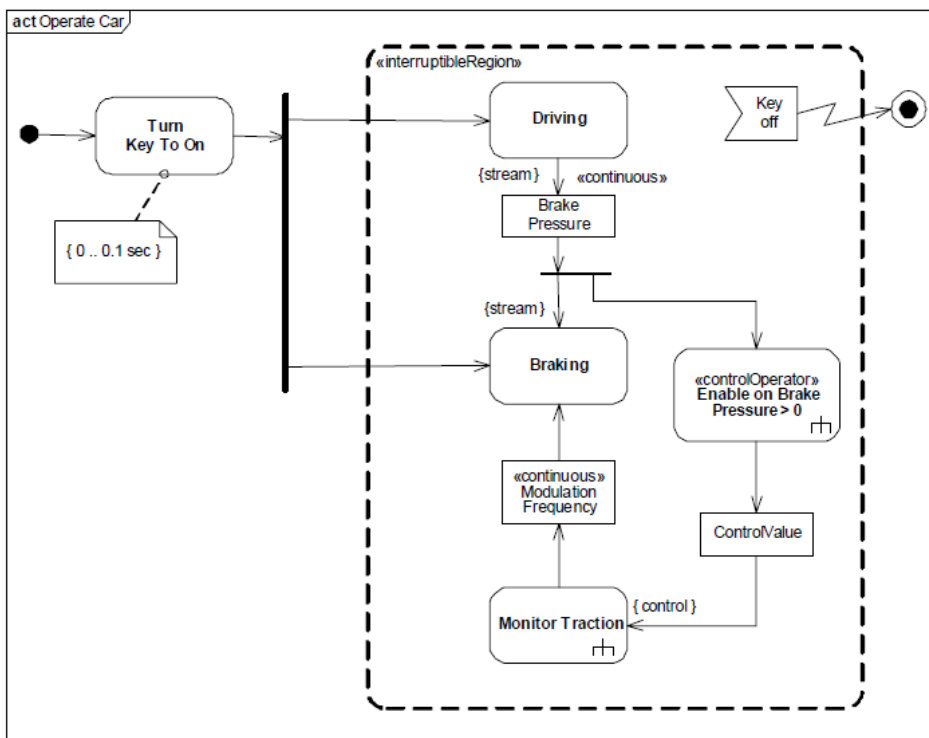 act Operate Car
«interruptibleRegion»
Turn
Key To On
{ 0 .. 0.1 sec }
Driving
Key
off
{stream }
«continuous»
Brake
Pressure
{stream}
Braking
«controlOperator»
Enable on Brake
Pressure > 0
«continuous»
Modulation
Frequency
ControlValue
Monitor Traction
{ control }